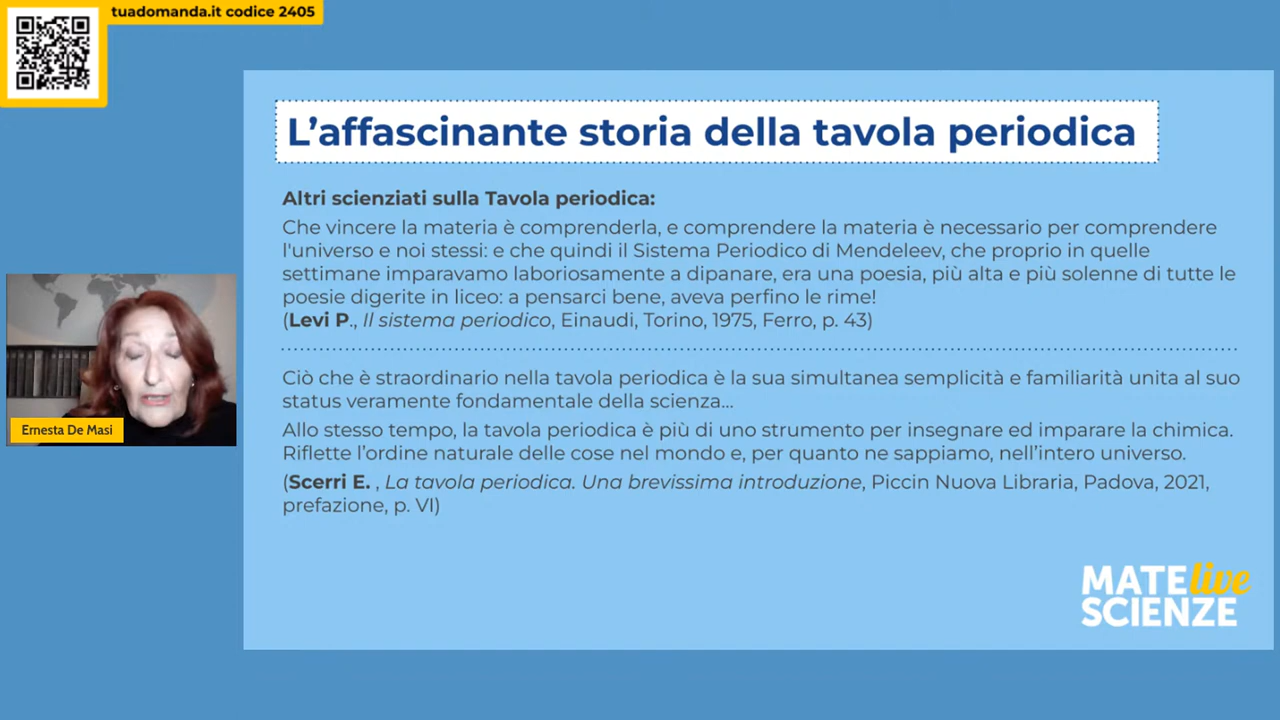 tuadomanda.it codice 2405
L'affascinante storia della tavola periodica
Altri scienziati sulla Tavola periodica:
Che vincere la materia è comprenderla, e comprendere la materia è necessario per comprendere
l'universo e noi stessi: e che quindi il Sistema Periodico di Mendeleev, che proprio in quelle
settimane imparavamo laboriosamente a dipanare, era una poesia, più alta e più solenne di tutte le
poesie digerite in liceo: a pensarci bene, aveva perfino le rime!
(Levi P., Il sistema periodico, Einaudi, Torino, 1975, Ferro, p. 43)
Ciò che è straordinario nella tavola periodica è la sua simultanea semplicità e familiarità unita al suo
status veramente fondamentale della scienza...
Allo stesso tempo, la tavola periodica è più di uno strumento per insegnare ed imparare la chimica.
Riflette l'ordine naturale delle cose nel mondo e, per quanto ne sappiamo, nell'intero universo.
(Scerri E. , La tavola periodica. Una brevissima introduzione, Piccin Nuova Libraria, Padova, 2021,
prefazione, p. VI)
Ernesta De Masi
MATE live
SCIENZE